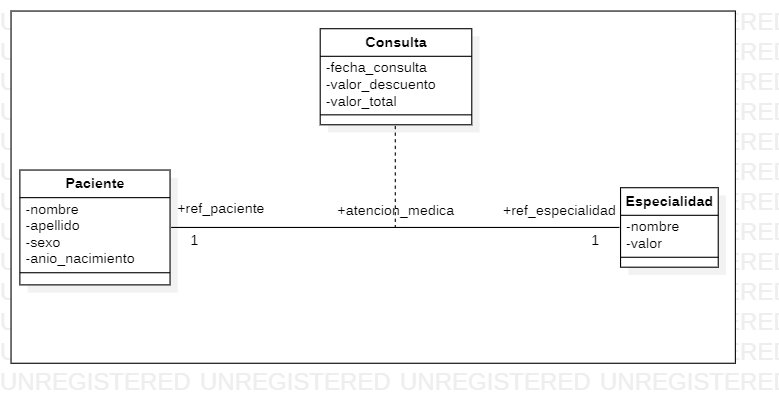 Consulta
-fecha_consulta
-valor_descuento
-valor_total
Paciente
-nombre
-apellido
-sexo
-anio_nacimiento
+ref_paciente
1
+atencion_medica
+ref_especialidad
1
Especialidad
-nombre
-valor
UNREGISTERED UNREGISTERED UNREGISTERED UNREGISTERED